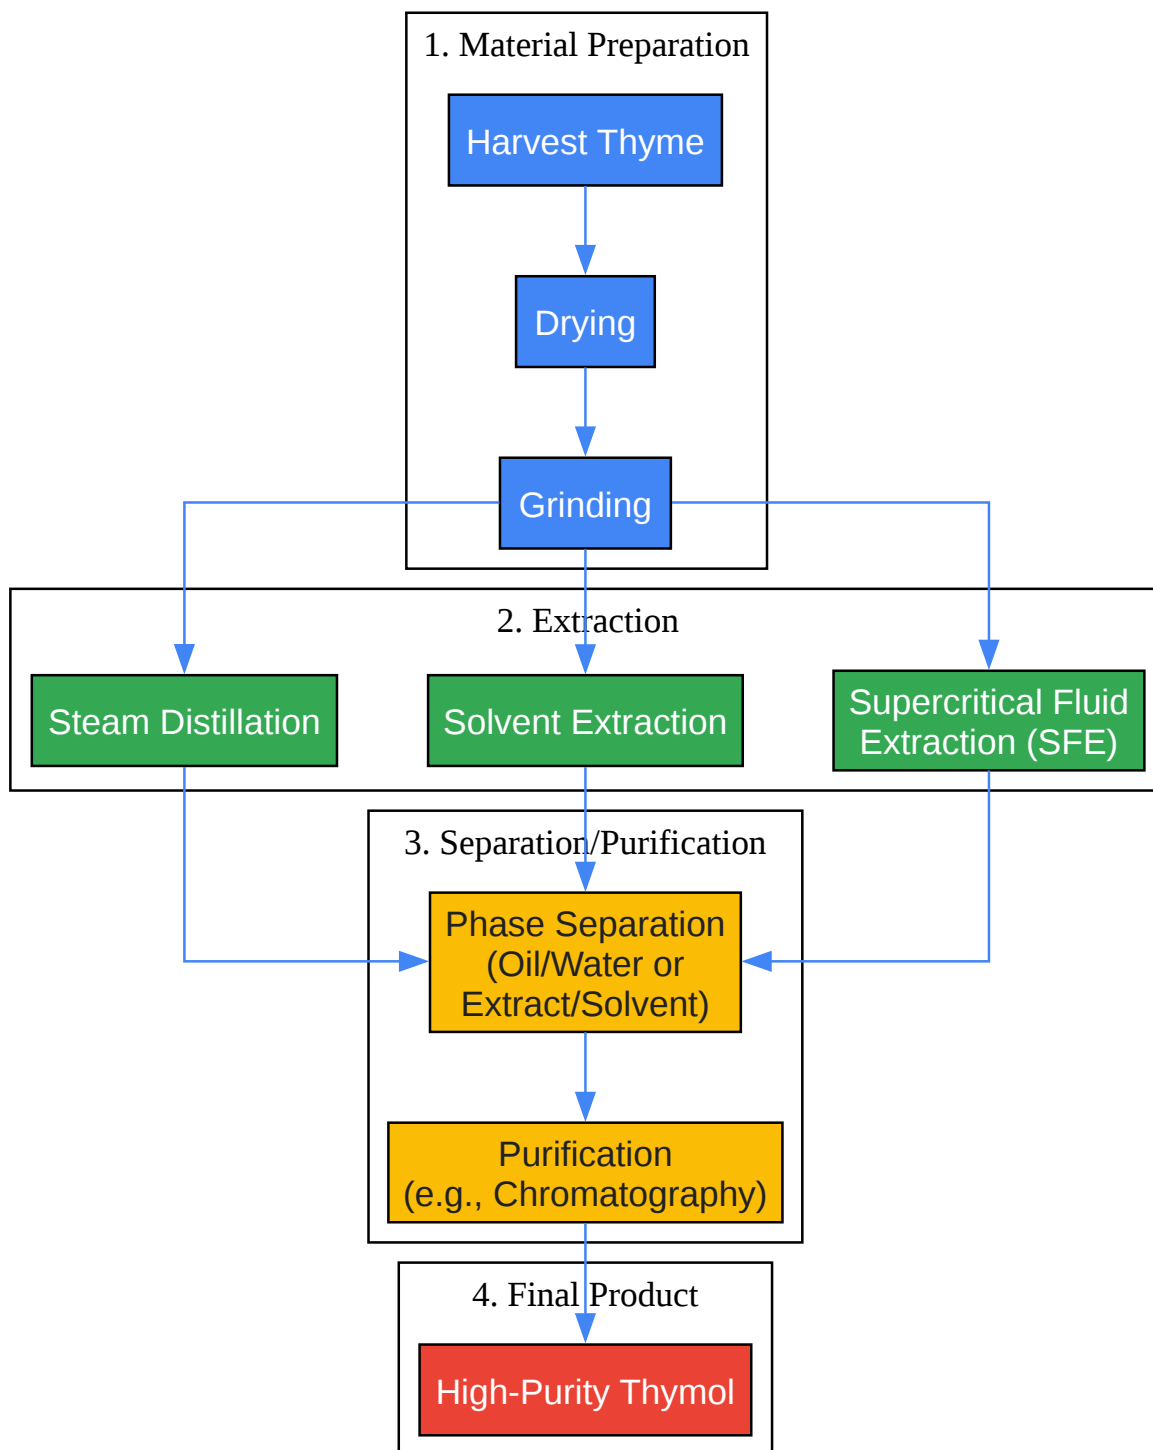 1. Material Preparation
Harvest Thyme
Drying
Grinding
2. Extraction
Steam Distillation
Solvent Extraction
Supercritical Fluid
Extraction (SFE)
3. Separation/Purification
Phase Separation
(Oil/Water or
Extract/Solvent)
Purification
(e.g., Chromatography)
4. Final Product
High-Purity Thymol